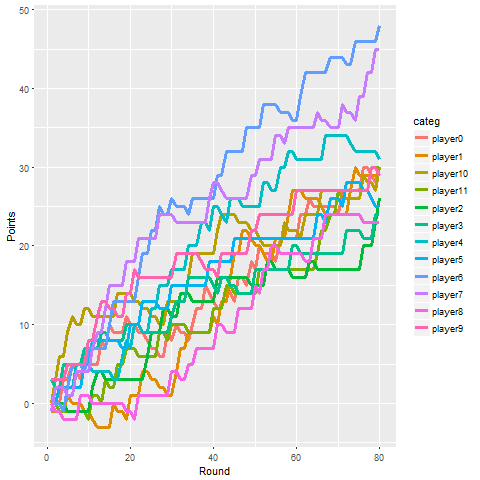 50
40
30
20
10
0
Points
0
20
40
60
80
Round
categ
player0
player1
player10
player11
player2
player3
player4
player5
player6
player7
player8
player9